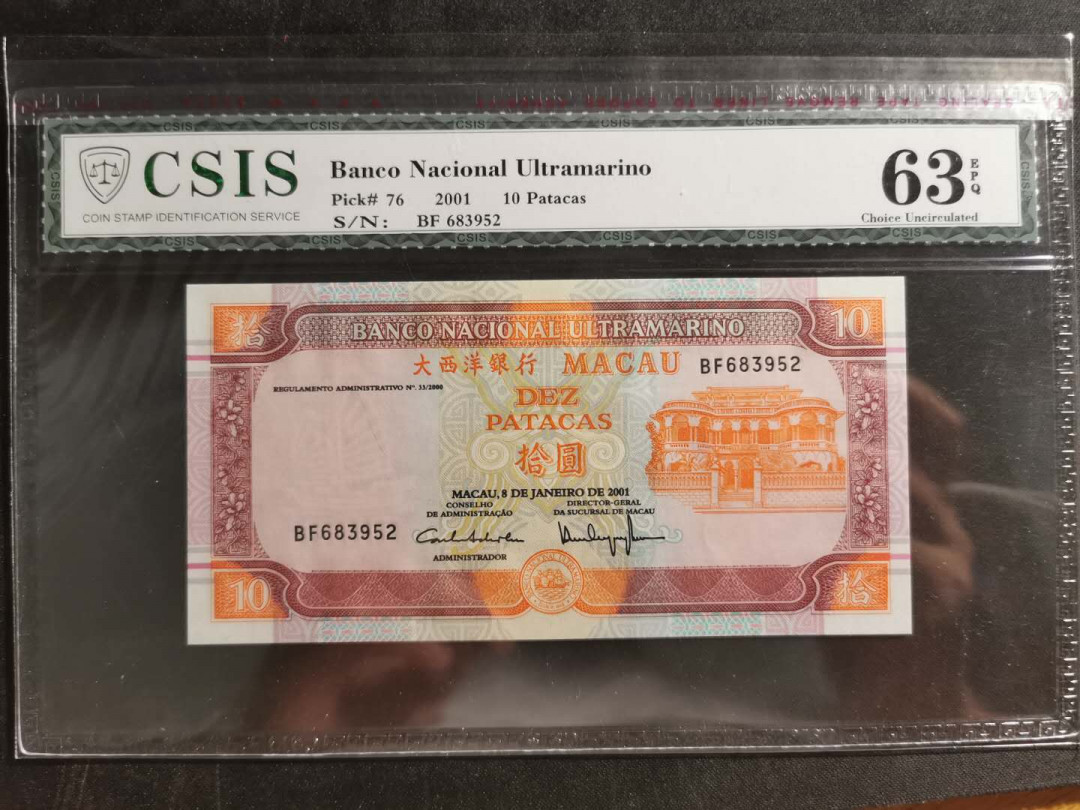 CSIS
COIN STAMP IDENTIFICATION SERVICE
Banco Nacional Ultramarino
Pick# 76 2001 10 Patacas
S/N: BF 683952
63 EPQ
Choice Uncirculated
拾
BANCO NACIONAL ULTRAMARINO
10
大西洋銀行 MACAU BF683952
REGULAMENTO ADMINISTRATIVO Nº. 33/2000
DEZ
PATACAS
拾圓
MACAU, 8 DE JANEIRO DE 2001
CONSELHO
DE ADMINISTRAÇÃO
DIRECTOR-GERAL
DA SUCURSAL DE MACAU
BF683952
ADMINISTRADOR
10
拾